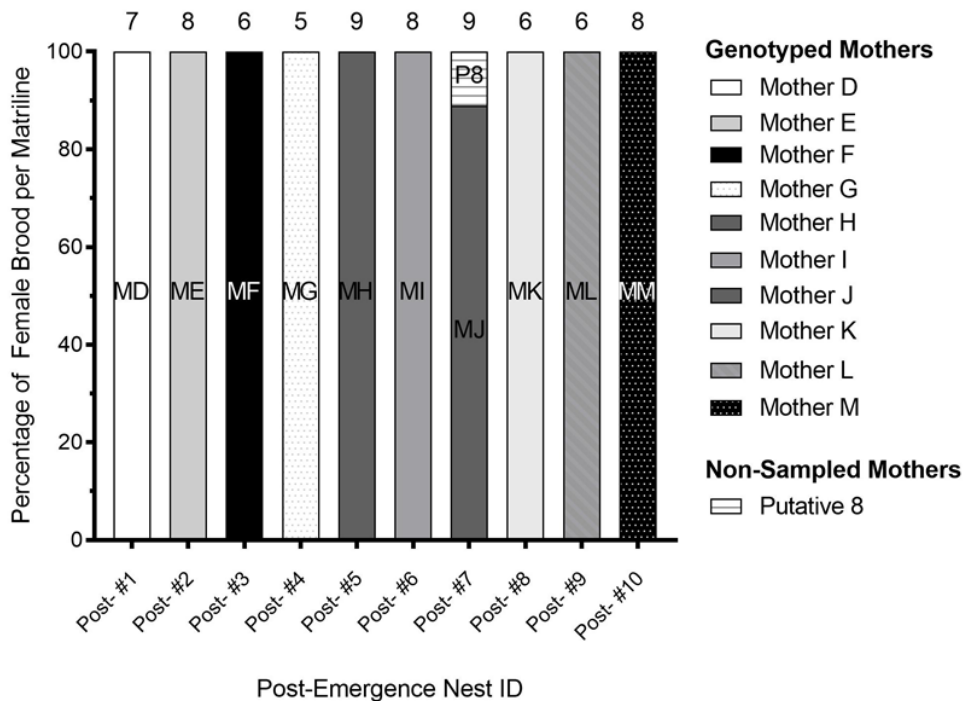 7 8 6 5 9 8 9 6 6 8
Percentage of Female Brood per Matriline
100
80
60
40
20
0
MD ME MF MG MH MI MJ MK ML MM
P8
Post- #1 Post- #2 Post- #3 Post- #4 Post- #5 Post- #6 Post- #7 Post- #8 Post- #9 Post- #10
Post-Emergence Nest ID
Genotyped Mothers
Mother D
Mother E
Mother F
Mother G
Mother H
Mother I
Mother J
Mother K
Mother L
Mother M
Non-Sampled Mothers
Putative 8